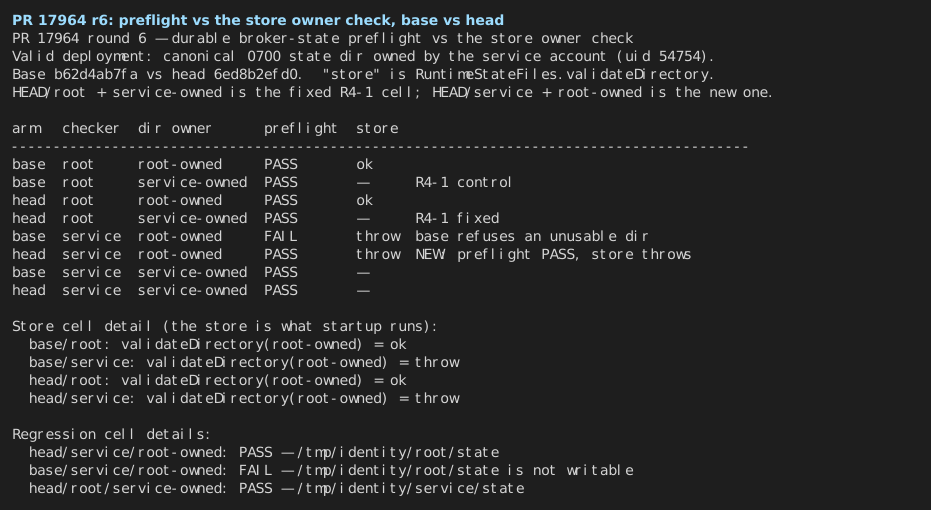 PR 17964 r6: preflight vs the store owner check, base vs head
PR 17964 round 6 — durable broker-state preflight vs the store owner check
Valid deployment: canonical 0700 state dir owned by the service account (uid 54754).
Base b62d4ab7fa vs head 6ed8b2efd0.  "store" is RuntimeStateFiles.validateDirectory.
HEAD/root + service-owned is the fixed R4-1 cell; HEAD/service + root-owned is the new one.
arm  checker  dir owner  preflight  store
------------------------------------------------------------------------------------------
base  root  root-owned  PASS  ok
base  root  service-owned  PASS  —  R4-1 control
head  root  root-owned  PASS  ok
head  root  service-owned  PASS  —  R4-1 fixed
base  service  root-owned  FAIL  throw  base refuses an unusable dir
head  service  root-owned  PASS  throw  NEW: preflight PASS, store throws
base  service  service-owned  PASS  —
head  service  service-owned  PASS  —
Store cell detail (the store is what startup runs):
base/root: validateDirectory(root-owned) = ok
base/service: validateDirectory(root-owned) = throw
head/root: validateDirectory(root-owned) = ok
head/service: validateDirectory(root-owned) = throw
Regression cell details:
head/service/root-owned: PASS — /tmp/identity/root/state
base/service/root-owned: FAIL — /tmp/identity/root/state is not writable
head/root/service-owned: PASS — /tmp/identity/service/state